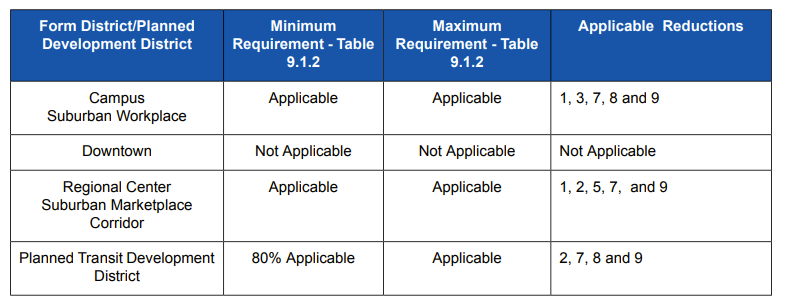 Form District/Planned
Development District
Minimum
Requirement - Table
9.1.2
Maximum
Requirement - Table
9.1.2
Applicable Reductions
Campus
Suburban Workplace
Applicable
Applicable
1, 3, 7, 8 and 9
Downtown
Not Applicable
Not Applicable
Not Applicable
Regional Center
Suburban Marketplace
Corridor
Applicable
Applicable
1, 2, 5, 7, and 9
Planned Transit Development
District
80% Applicable
Applicable
2, 7, 8 and 9